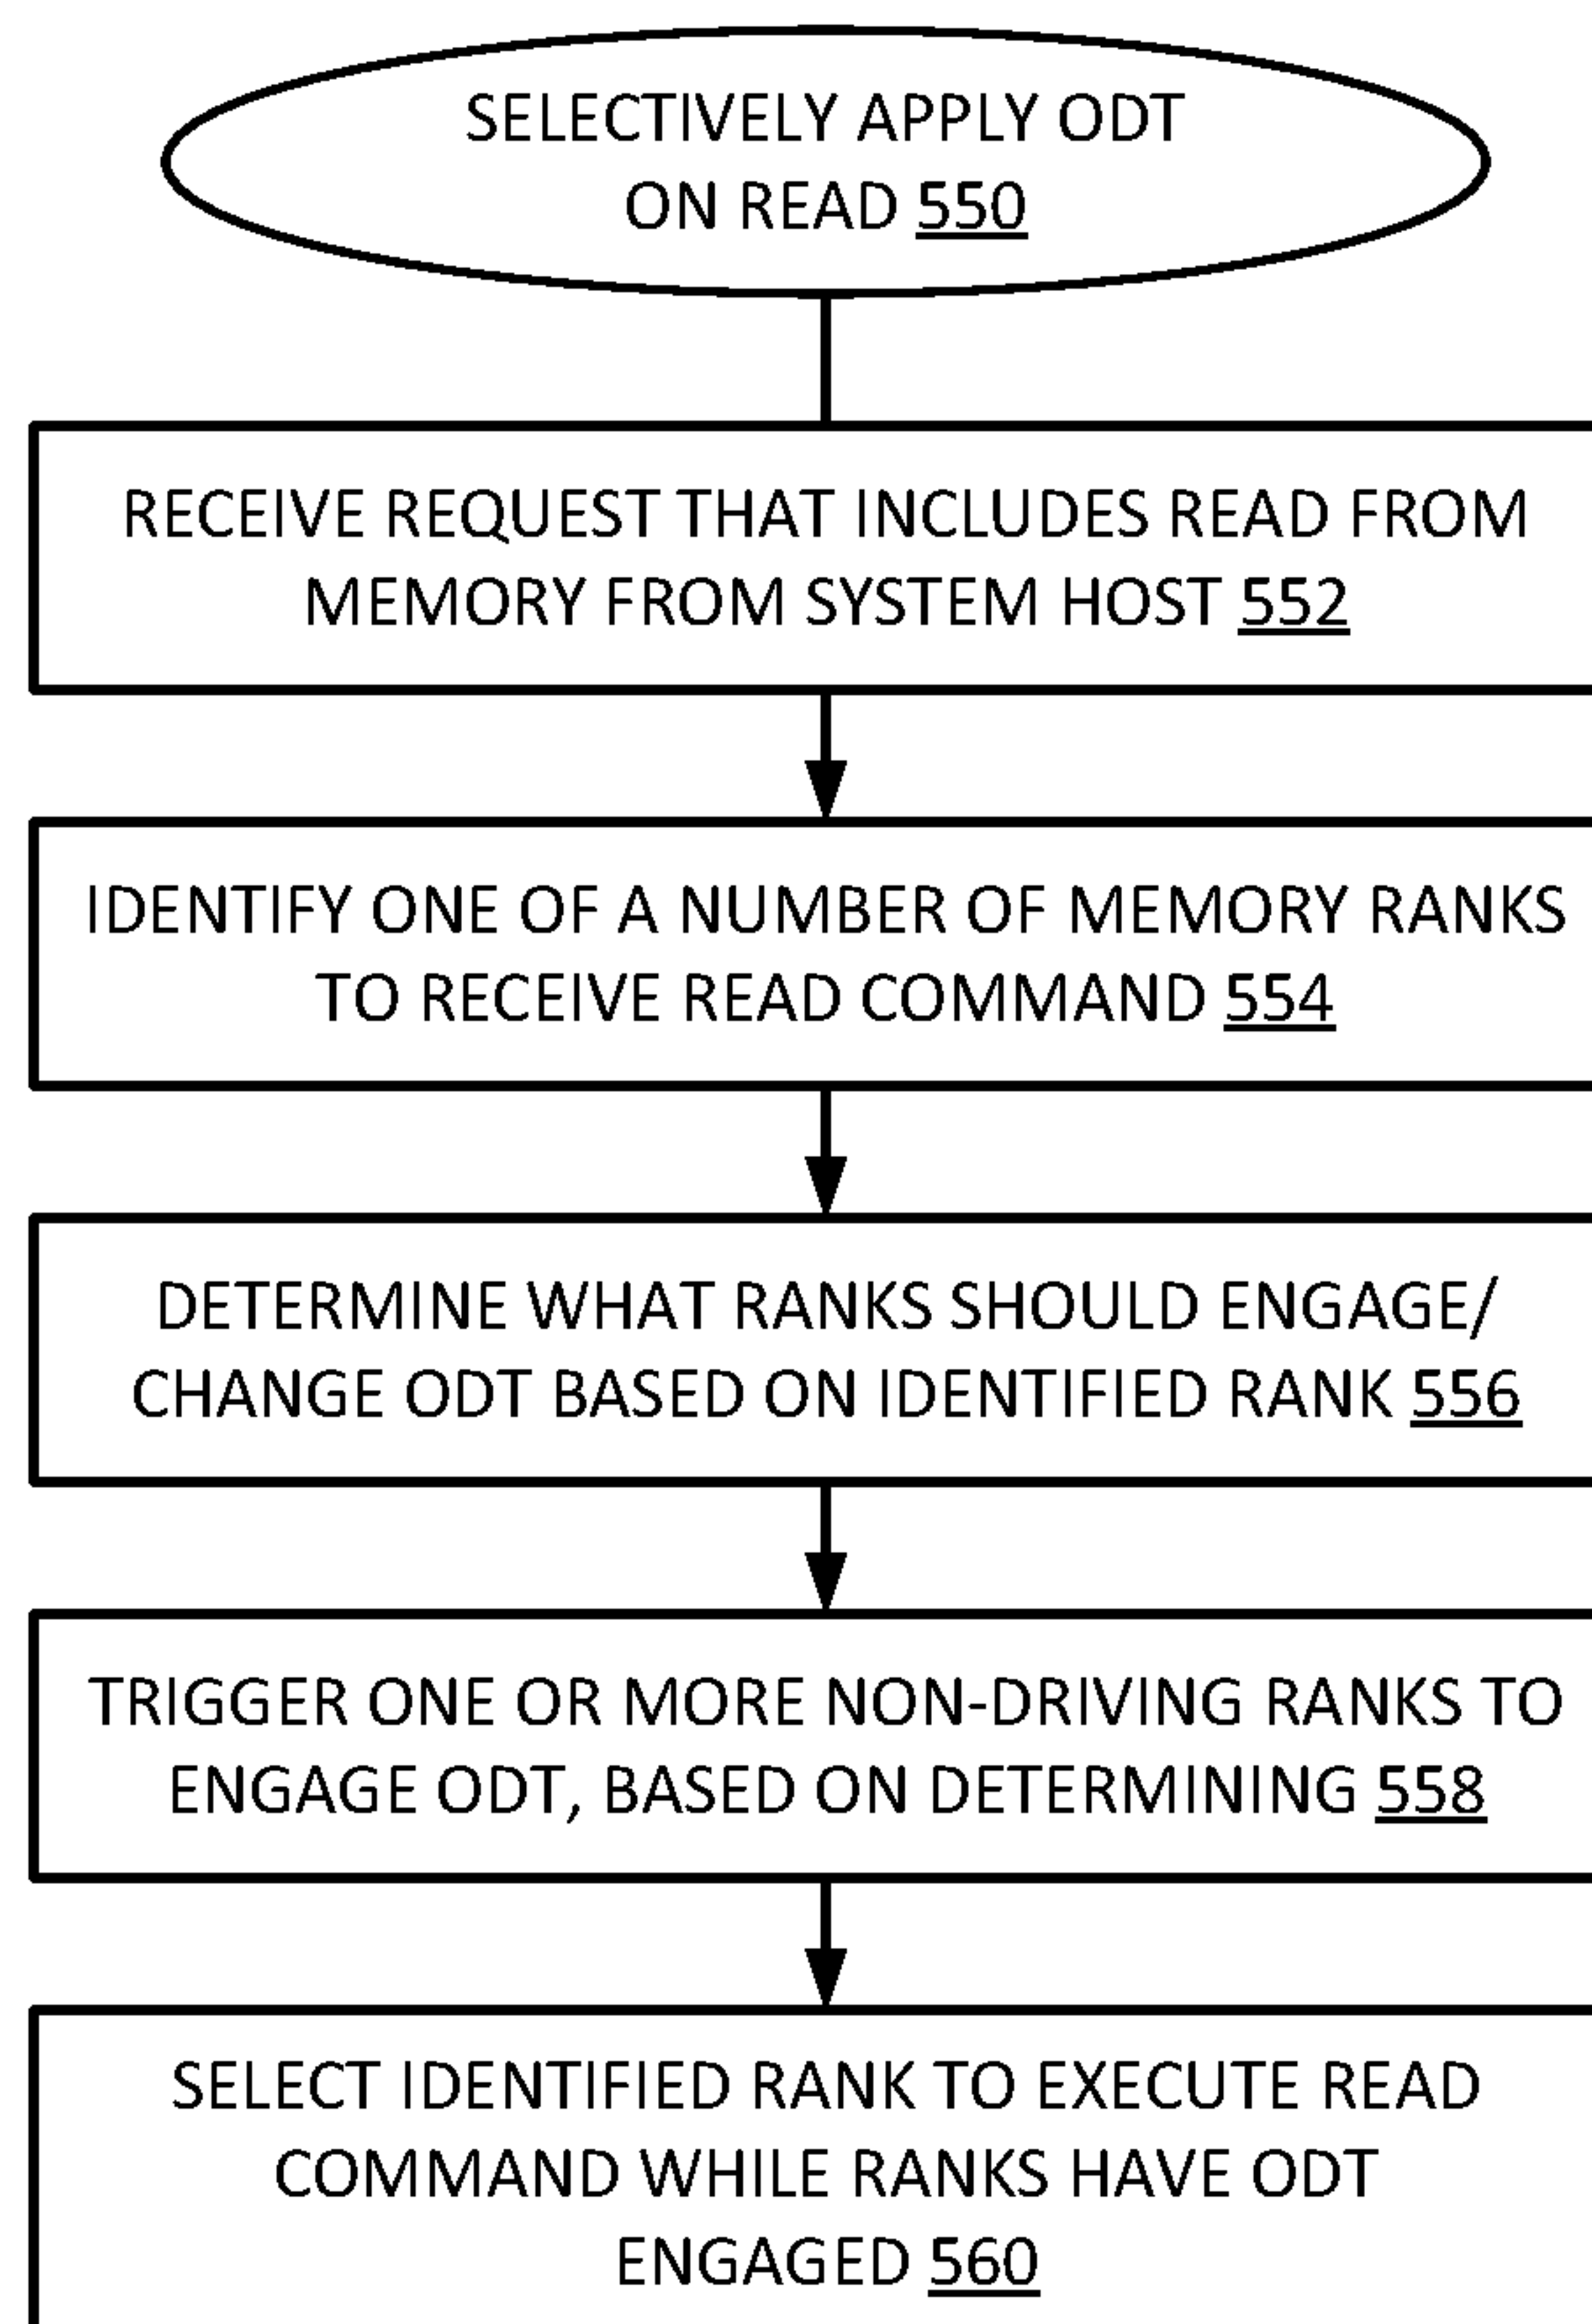 SELECTIVELY APPLY ODT
ON READ 550
RECEIVE REQUEST THAT INCLUDES READ FROM
MEMORY FROM SYSTEM HOST 552
IDENTIFY ONE OF A NUMBER OF MEMORY RANKS
TO RECEIVE READ COMMAND 554
DETERMINE WHAT RANKS SHOULD ENGAGE/
CHANGE ODT BASED ON IDENTIFIED RANK 556
TRIGGER ONE OR MORE NON-DRIVING RANKS TO
ENGAGE ODT, BASED ON DETERMINING 558
SELECT IDENTIFIED RANK TO EXECUTE READ
COMMAND WHILE RANKS HAVE ODT
ENGAGED 560